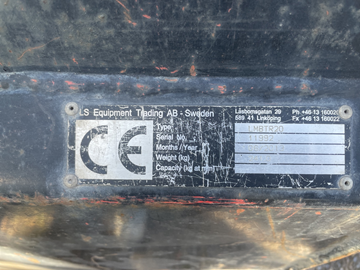 LS Equipment Trading AB - Sweden
Låsbomsgatan 29 Ph +46 13 160020
589 41 Linköping Fx +46 13 160022
CE
Type
Serial No.
Months / Year
Weight (kg)
Capacity (kg at mm)